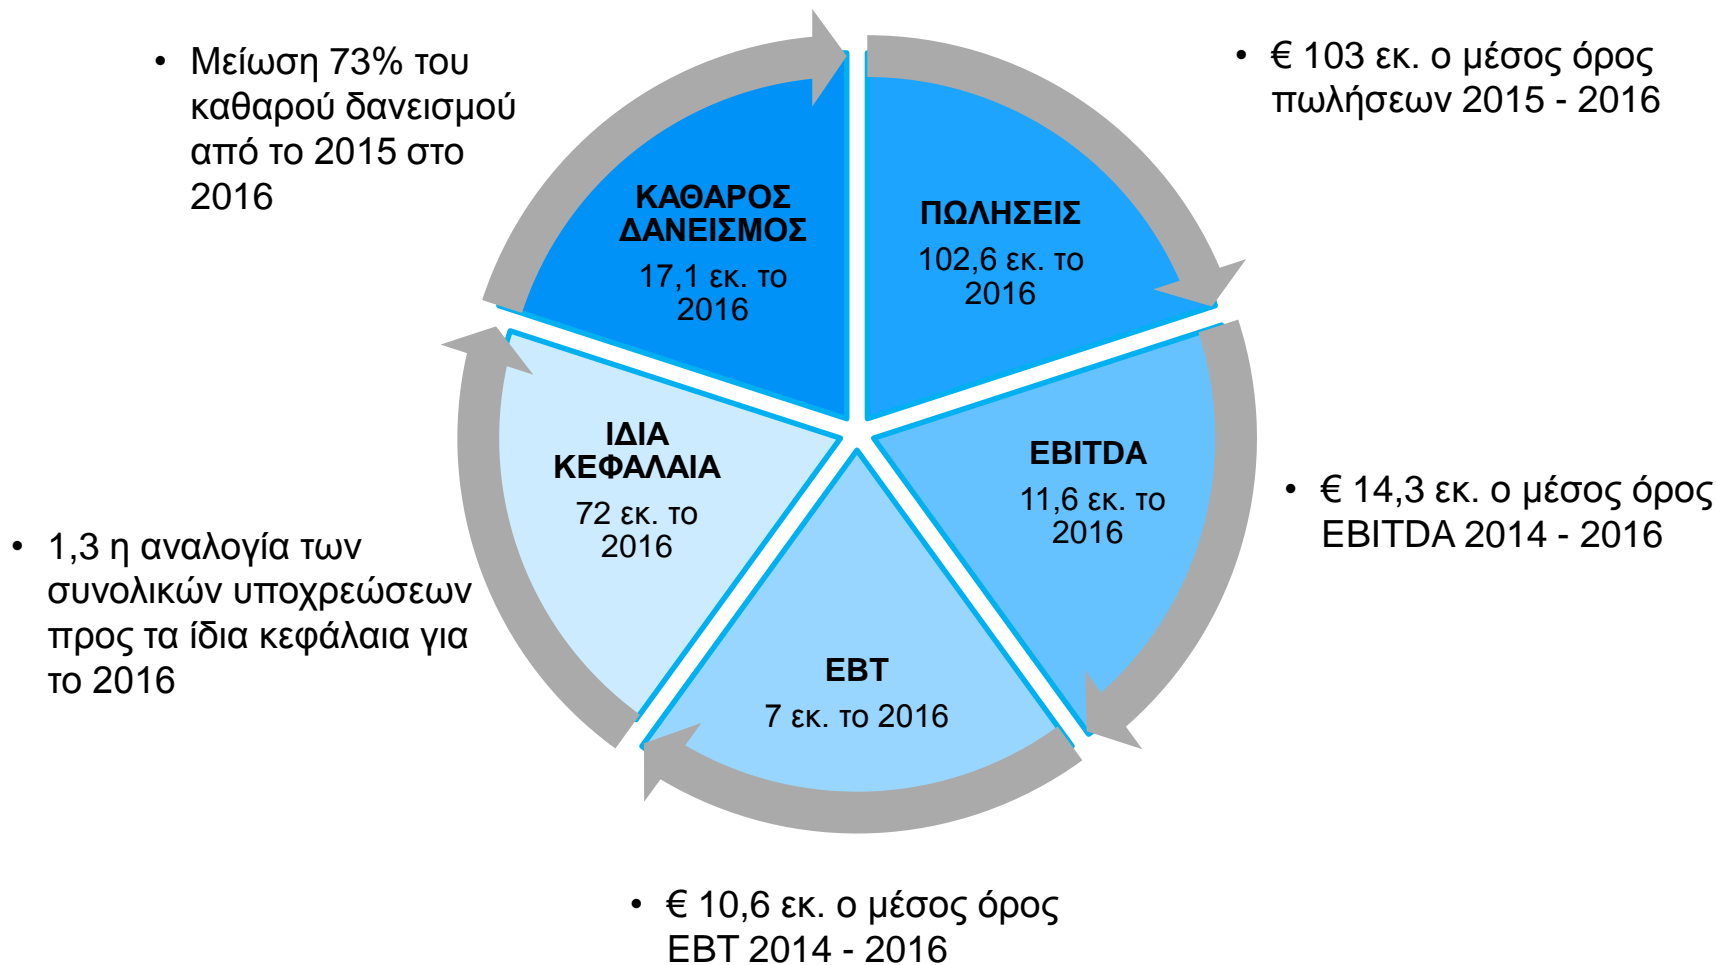 • Μείωση 73% του
καθαρού δανεισμού
από το 2015 στο
2016
• € 103 εκ. ο μέσος όρος
πωλήσεων 2015 - 2016
ΚΑΘΑΡΟΣ
ΔΑΝΕΙΣΜΟΣ
17,1 εκ. το
2016
ΠΩΛΗΣΕΙΣ
102,6 εκ. το
2016
ΙΔΙΑ
ΚΕΦΑΛΑΙΑ
72 εκ. το
2016
EBITDA
11,6 εκ. το
2016
• € 14,3 εκ. ο μέσος όρος
EBITDA 2014 - 2016
• 1,3 η αναλογία των
συνολικών υποχρεώσεων
προς τα ίδια κεφάλαια για
το 2016
EBT
7 εκ. το 2016
• € 10,6 εκ. ο μέσος όρος
EBT 2014 - 2016